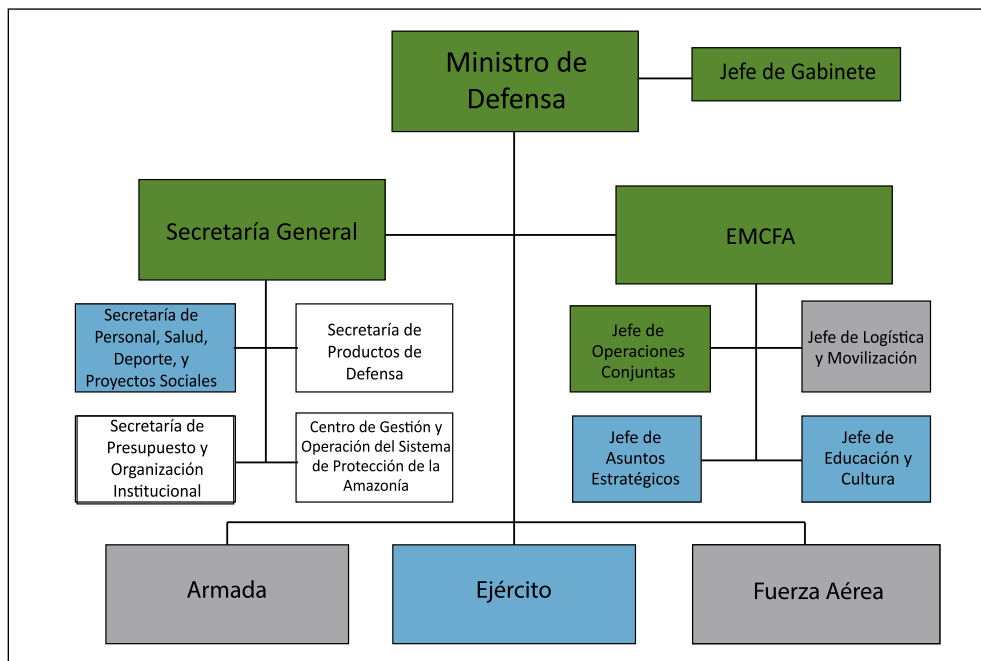 Ministro de
Defensa
Jefe de Gabinete
Secretaría General
EMCFA
Secretaría de
Personal, Salud,
Deporte, y
Proyectos Sociales
Secretaría de
Productos de
Defensa
Jefe de
Operaciones
Conjuntas
Jefe de Logística
y Movilización
Secretaría de
Presupuesto y
Organización
Institucional
Centro de Gestión y
Operación del Sistema
de Protección de la
Amazonía
Jefe de
Asuntos
Estratégicos
Jefe de
Educación y
Cultura
Armada
Ejército
Fuerza Aérea